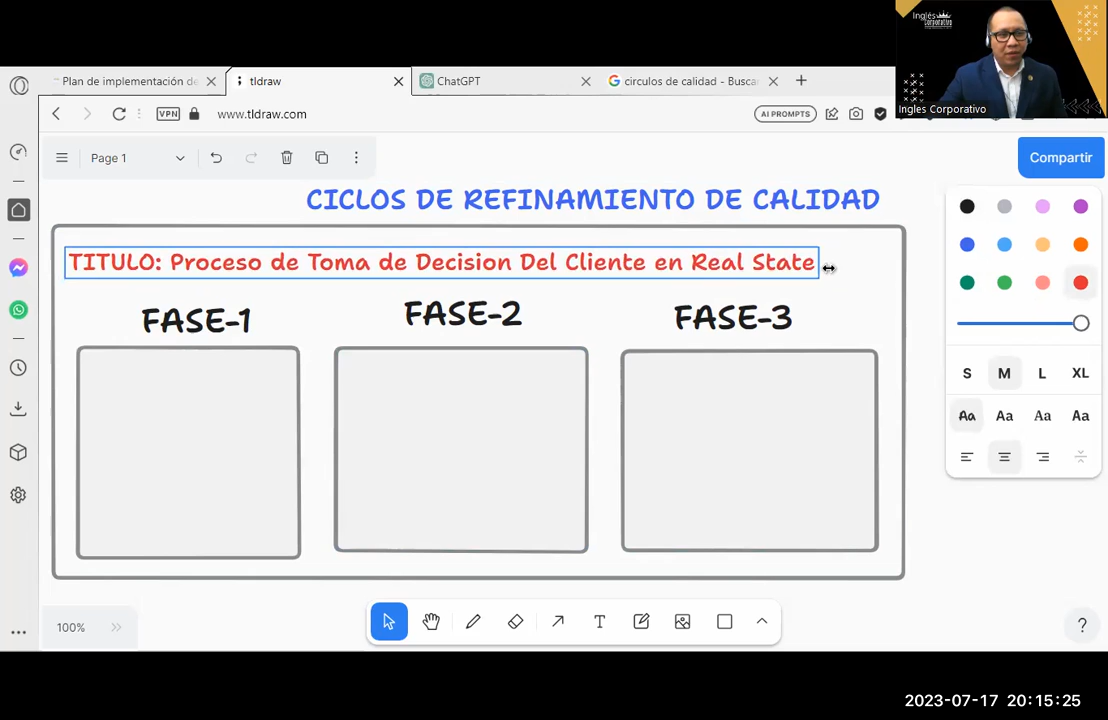 Inglés
Corporativo
Ingles Corporativo
Plan de implementación de
tldraw
ChatGPT
circulos de calidad - Buscar
VPN
www.tldraw.com
AI PROMPTS
Page 1
Compartir
CICLOS DE REFINAMIENTO DE CALIDAD
TITULO: Proceso de Toma de Decision Del Cliente en Real State
FASE-1
FASE-2
FASE-3
S M L XL
Aa Aa Aa Aa
100%
?
2023-07-17 20:15:25